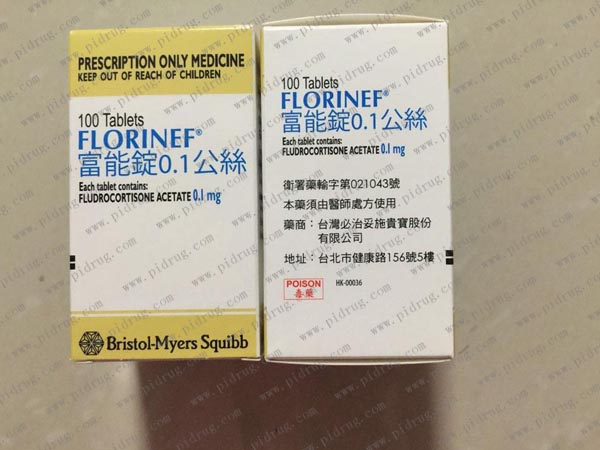 PRESCRIPTION ONLY MEDICINE
KEEP OUT OF REACH OF CHILDREN
100 Tablets
FLORINEF®
富能錠0.1公絲
Each tablet contains:
FLUDROCORTISONE ACETATE 0.1 mg
Bristol-Myers Squibb
100 Tablets
FLORINEF®
富能錠0.1公絲
Each tablet contains:
FLUDROCORTISONE ACETATE 0.1 mg
衛署藥輸字第021043號
本藥須由醫師處方使用
藥商：台灣必治妥施貴寶股份
有限公司
地址：台北市健康路156號5樓
POISON
毒藥
HK-00036
www.pidrug.com